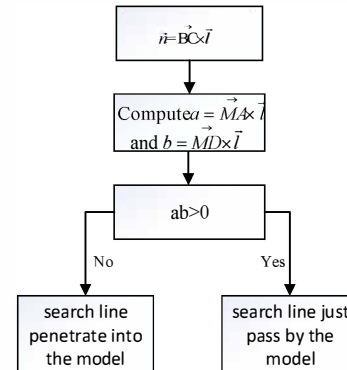 n⃗=BC⃗×l⃗
Computea = MA⃗× l⃗
and b = MD⃗×l⃗
ab>0
No
Yes
search line
penetrate into
the model
search line just
pass by the
model